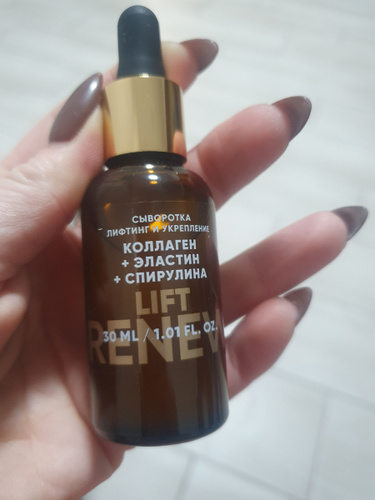 СЫВОРОТКА
ЛИФТИНГ И УКРЕПЛЕНИЕ
КОЛЛАГЕН
+ ЭЛАСТИН
+ СПИРУЛИНА
LIFT
RENEW
30 ML / 1.01 FL. OZ.